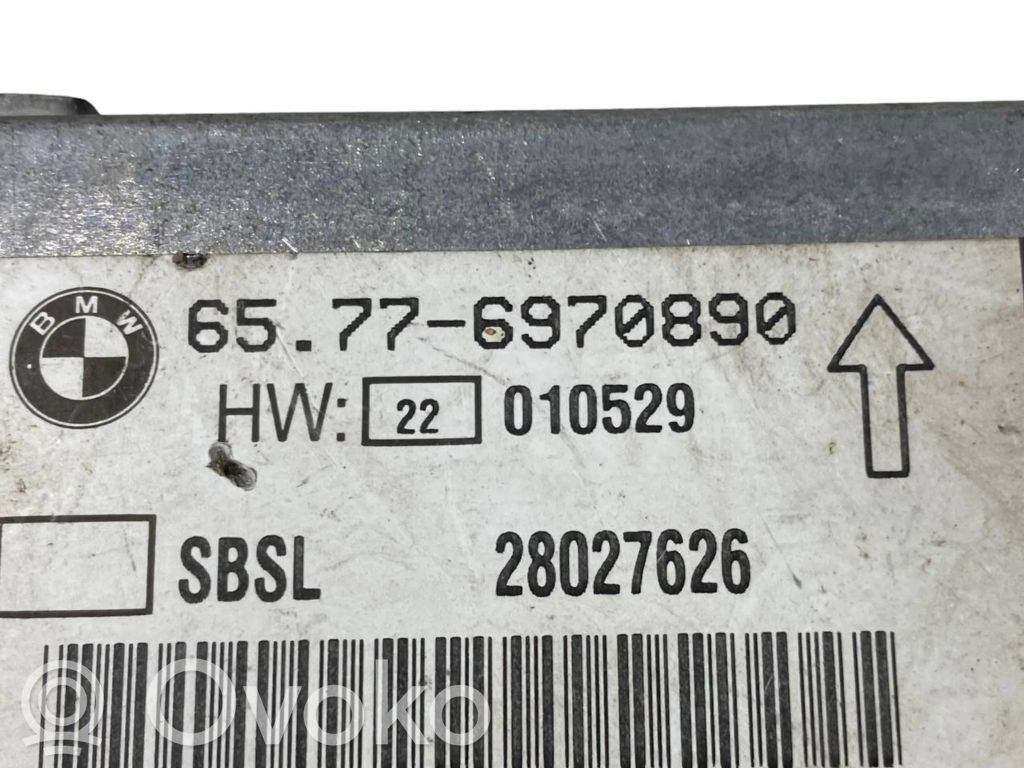 BMW
65.77-6970890
HW: 22 010529
SBSL 28027626
Ovoko